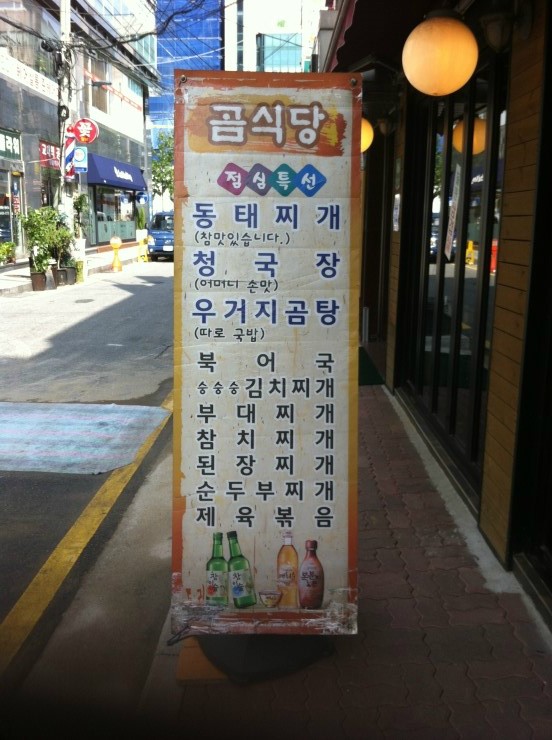 곰식당
점심특선
동태찌개
(참맛있습니다.)
청국장
(어머니 손맛)
우거지곰탕
(따로 국밥)
북어국
송송송김치찌개
부대찌개
참치찌개
된장찌개
순두부찌개
제육볶음